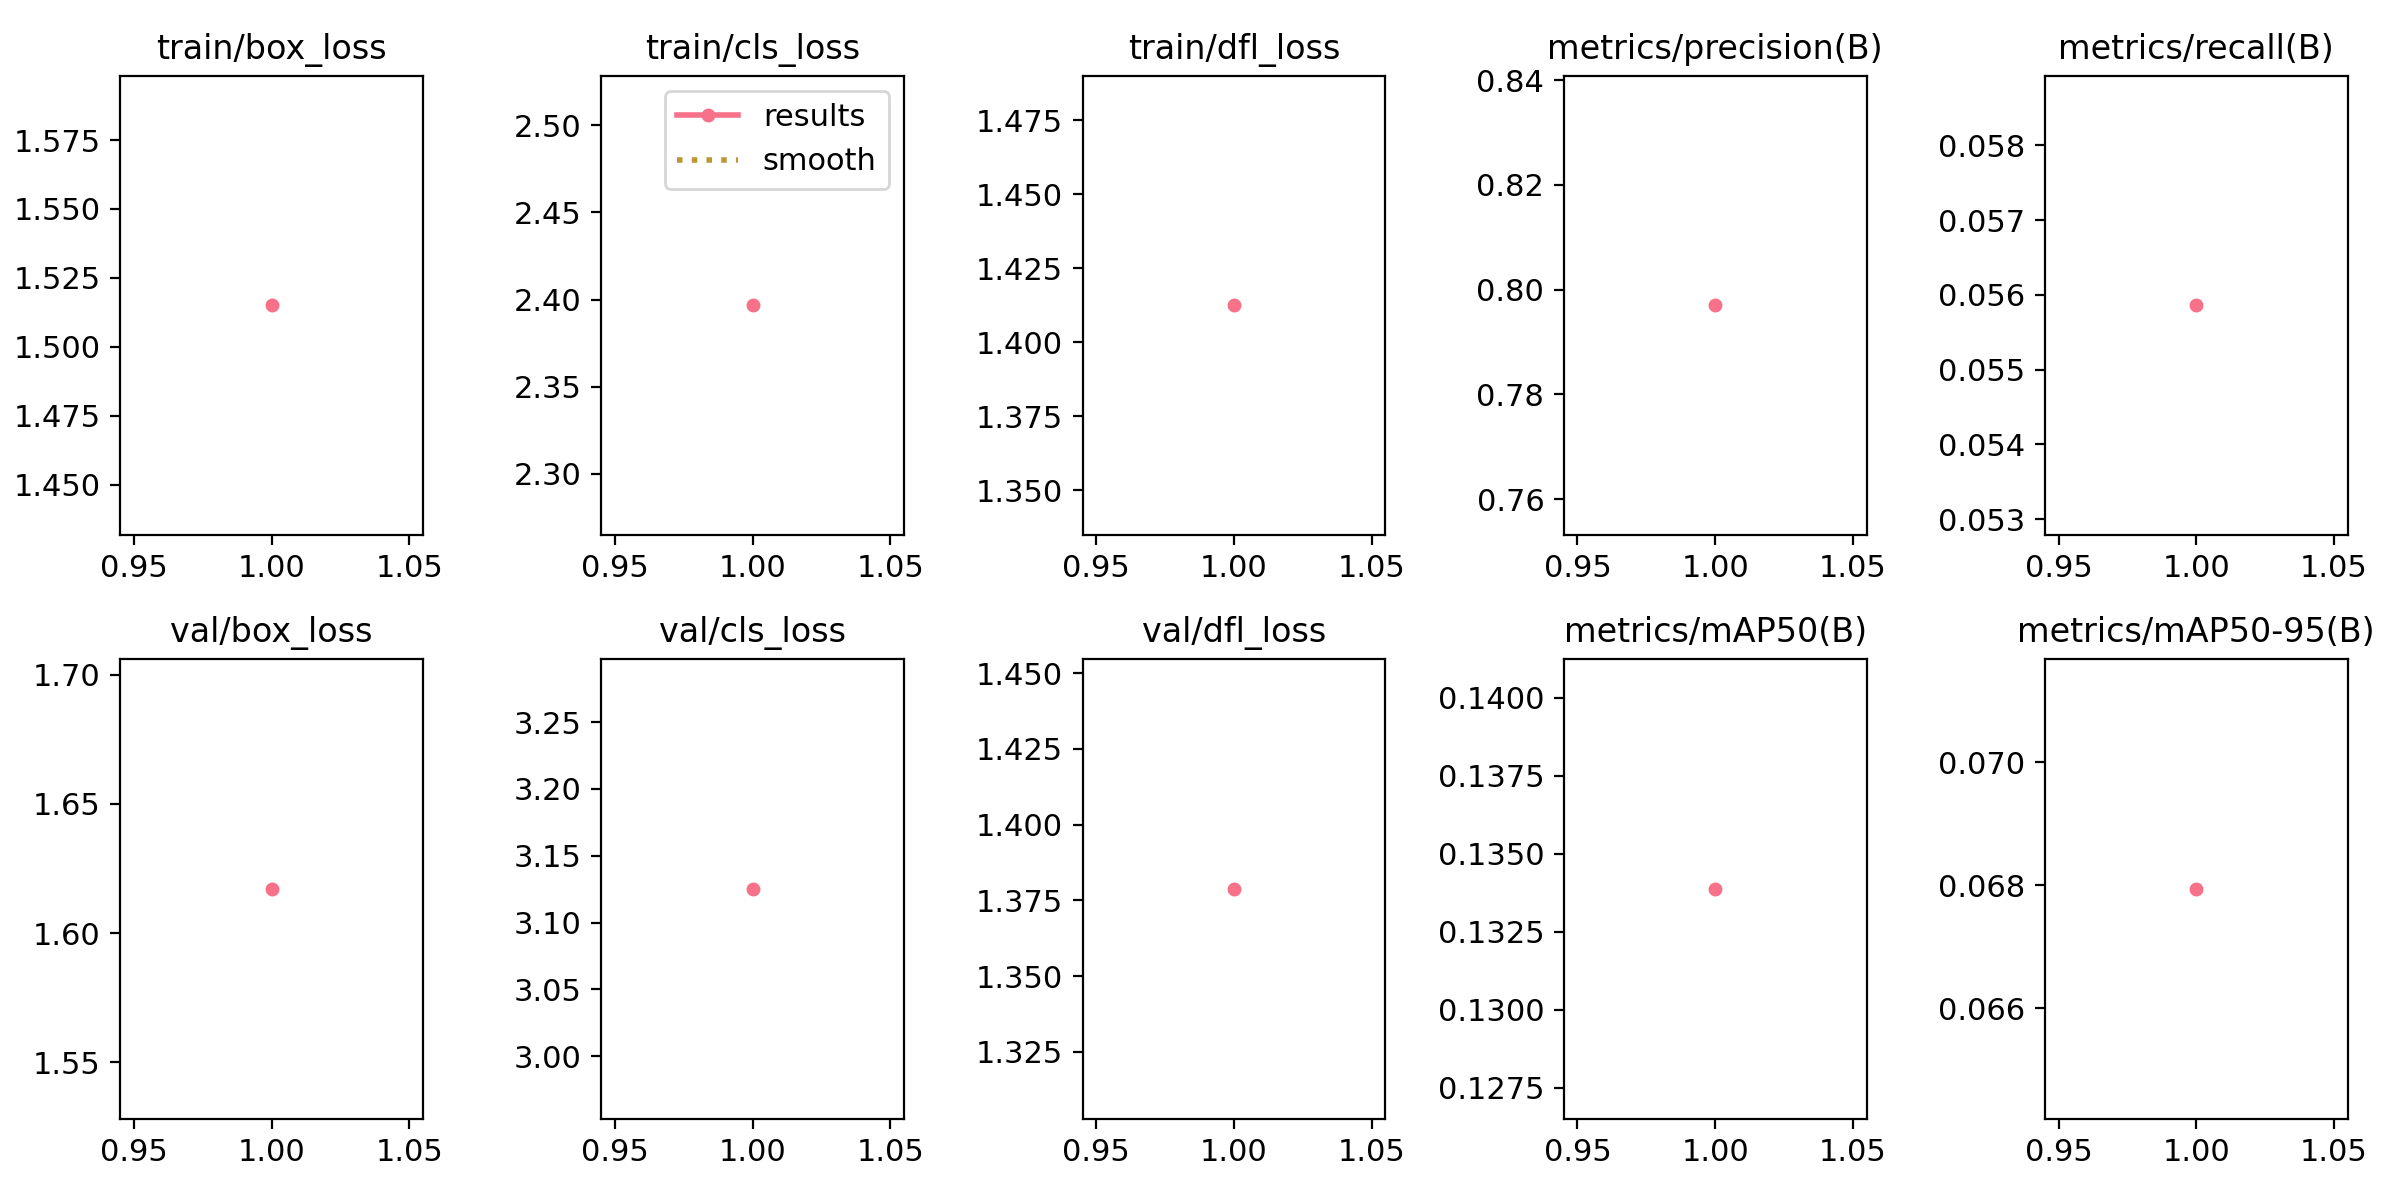 train/box_loss
1.575
1.550
1.525
1.500
1.475
1.450
0.95 1.00 1.05
train/cls_loss
results
smooth
2.50
2.45
2.40
2.35
2.30
0.95 1.00 1.05
train/dfl_loss
1.475
1.450
1.425
1.400
1.375
1.350
0.95 1.00 1.05
metrics/precision(B)
0.84
0.82
0.80
0.78
0.76
0.95 1.00 1.05
metrics/recall(B)
0.058
0.057
0.056
0.055
0.054
0.053
0.95 1.00 1.05
val/box_loss
1.70
1.65
1.60
1.55
0.95 1.00 1.05
val/cls_loss
3.25
3.20
3.15
3.10
3.05
3.00
0.95 1.00 1.05
val/dfl_loss
1.450
1.425
1.400
1.375
1.350
1.325
0.95 1.00 1.05
metrics/mAP50(B)
0.1400
0.1375
0.1350
0.1325
0.1300
0.1275
0.95 1.00 1.05
metrics/mAP50-95(B)
0.070
0.068
0.066
0.95 1.00 1.05